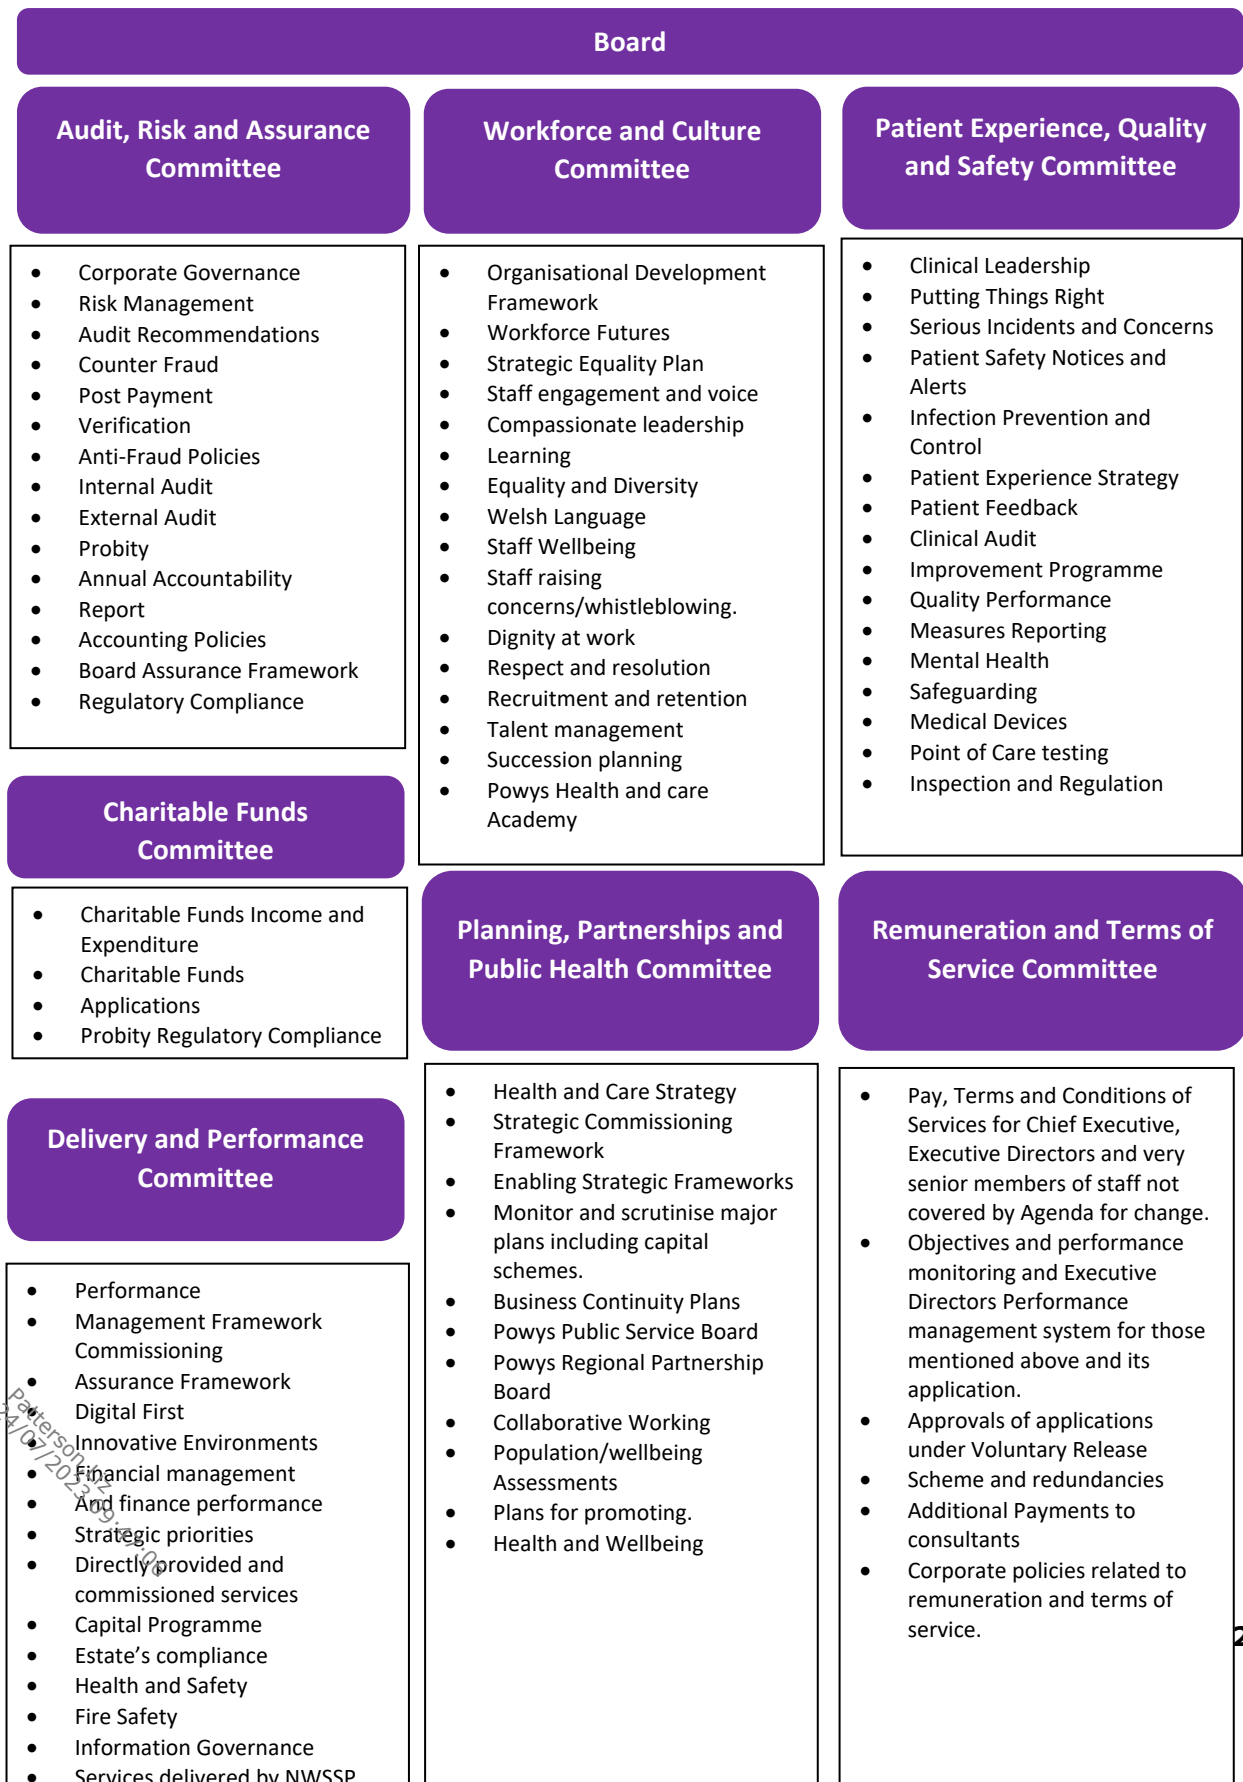 Board
Audit, Risk and Assurance
Committee
• Corporate Governance
• Risk Management
• Audit Recommendations
• Counter Fraud
• Post Payment
• Verification
• Anti-Fraud Policies
• Internal Audit
• External Audit
• Probity
• Annual Accountability
• Report
• Accounting Policies
• Board Assurance Framework
• Regulatory Compliance
Charitable Funds
Committee
• Charitable Funds Income and
Expenditure
• Charitable Funds
• Applications
• Probity Regulatory Compliance
Delivery and Performance
Committee
• Performance
• Management Framework
Commissioning
• Assurance Framework
• Digital First
• Innovative Environments
• Financial management
• And finance performance
• Strategic priorities
• Directly provided and
commissioned services
• Capital Programme
• Estate’s compliance
• Health and Safety
• Fire Safety
• Information Governance
• Services delivered by NWSSP
Workforce and Culture
Committee
• Organisational Development
Framework
• Workforce Futures
• Strategic Equality Plan
• Staff engagement and voice
• Compassionate leadership
• Learning
• Equality and Diversity
• Welsh Language
• Staff Wellbeing
• Staff raising
concerns/whistleblowing.
• Dignity at work
• Respect and resolution
• Recruitment and retention
• Talent management
• Succession planning
• Powys Health and care
Academy
Planning, Partnerships and
Public Health Committee
• Health and Care Strategy
• Strategic Commissioning
Framework
• Enabling Strategic Frameworks
• Monitor and scrutinise major
plans including capital
schemes.
• Business Continuity Plans
• Powys Public Service Board
• Powys Regional Partnership
Board
• Collaborative Working
• Population/wellbeing
Assessments
• Plans for promoting.
• Health and Wellbeing
Patient Experience, Quality
and Safety Committee
• Clinical Leadership
• Putting Things Right
• Serious Incidents and Concerns
• Patient Safety Notices and
Alerts
• Infection Prevention and
Control
• Patient Experience Strategy
• Patient Feedback
• Clinical Audit
• Improvement Programme
• Quality Performance
• Measures Reporting
• Mental Health
• Safeguarding
• Medical Devices
• Point of Care testing
• Inspection and Regulation
Remuneration and Terms of
Service Committee
• Pay, Terms and Conditions of
Services for Chief Executive,
Executive Directors and very
senior members of staff not
covered by Agenda for change.
• Objectives and performance
monitoring and Executive
Directors Performance
management system for those
mentioned above and its
application.
• Approvals of applications
under Voluntary Release
• Scheme and redundancies
• Additional Payments to
consultants
• Corporate policies related to
remuneration and terms of
service.
2